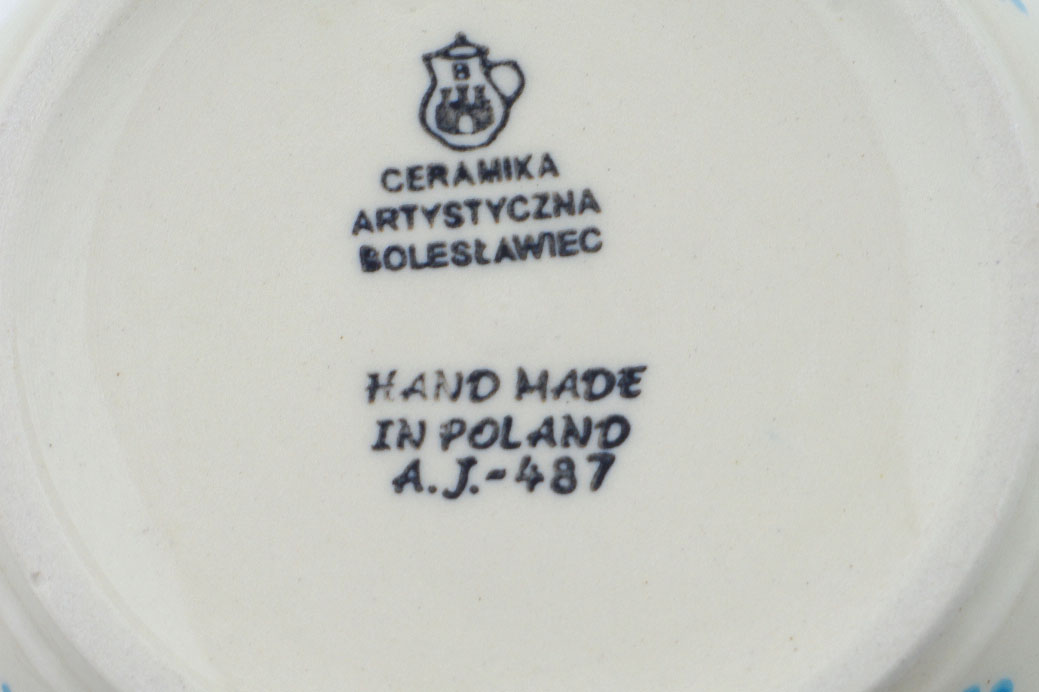 B
CERAMIKA
ARTYSTYCZNA
BOLESŁAWIEC
HAND MADE
IN POLAND
A.J.-487